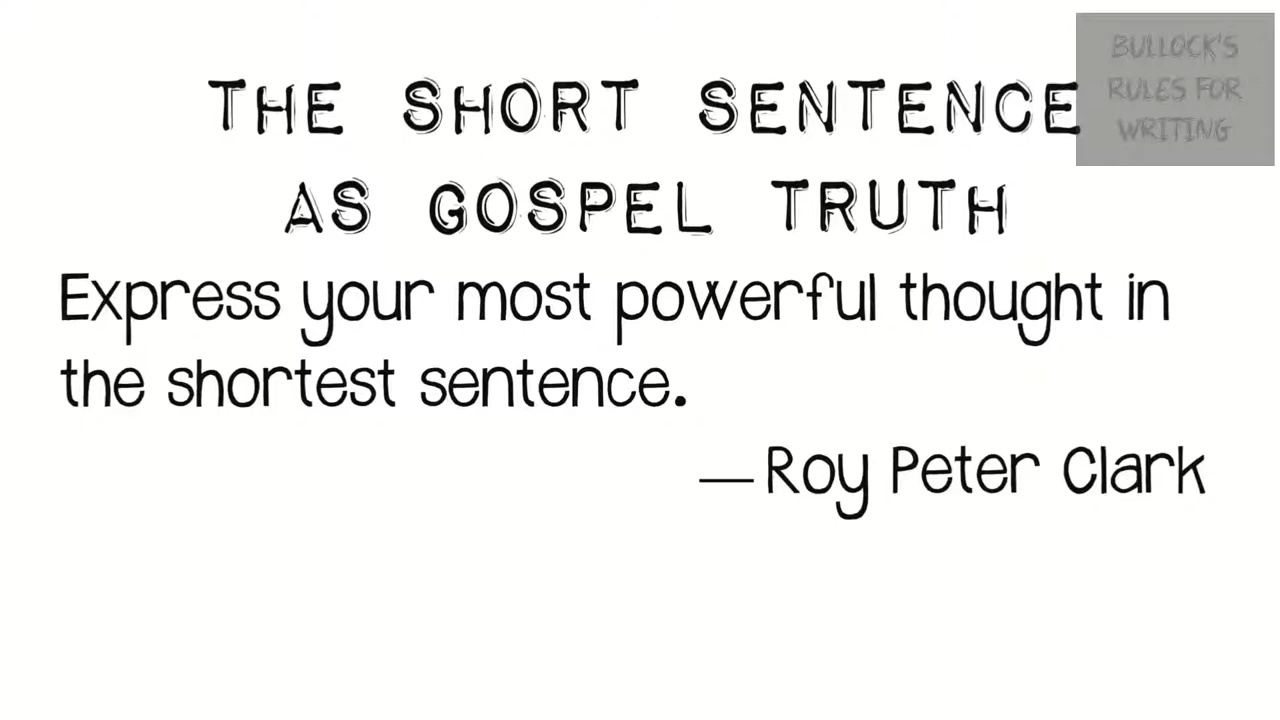 THE SHORT SENTENCE
AS GOSPEL TRUTH
Express your most powerful thought in
the shortest sentence.
— Roy Peter Clark
BULLOCK'S
RULES FOR
WRITING